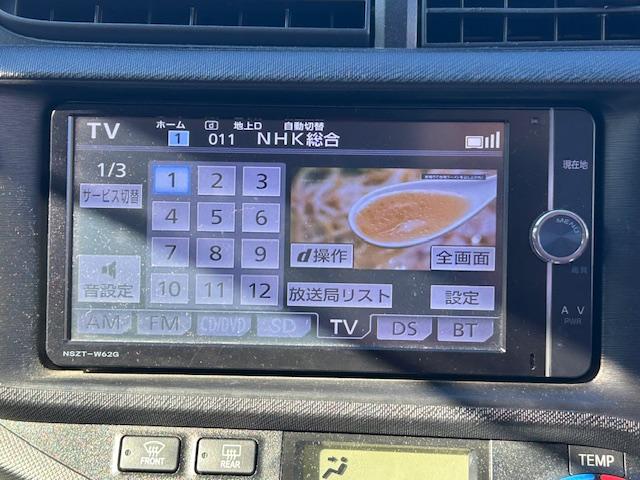 TV
ホーム
d
地上D
自動切替
1
011
NHK総合
現在地
1/3
サービス切替
1 2 3
4 5 6
7 8 9
10 11 12
d操作
全画面
MENU
画質
音設定
放送局リスト
設定
A V
PWR
AM FM CD/DVD SD TV DS BT
NSZT-W62G
FRONT
REAR
TEMP